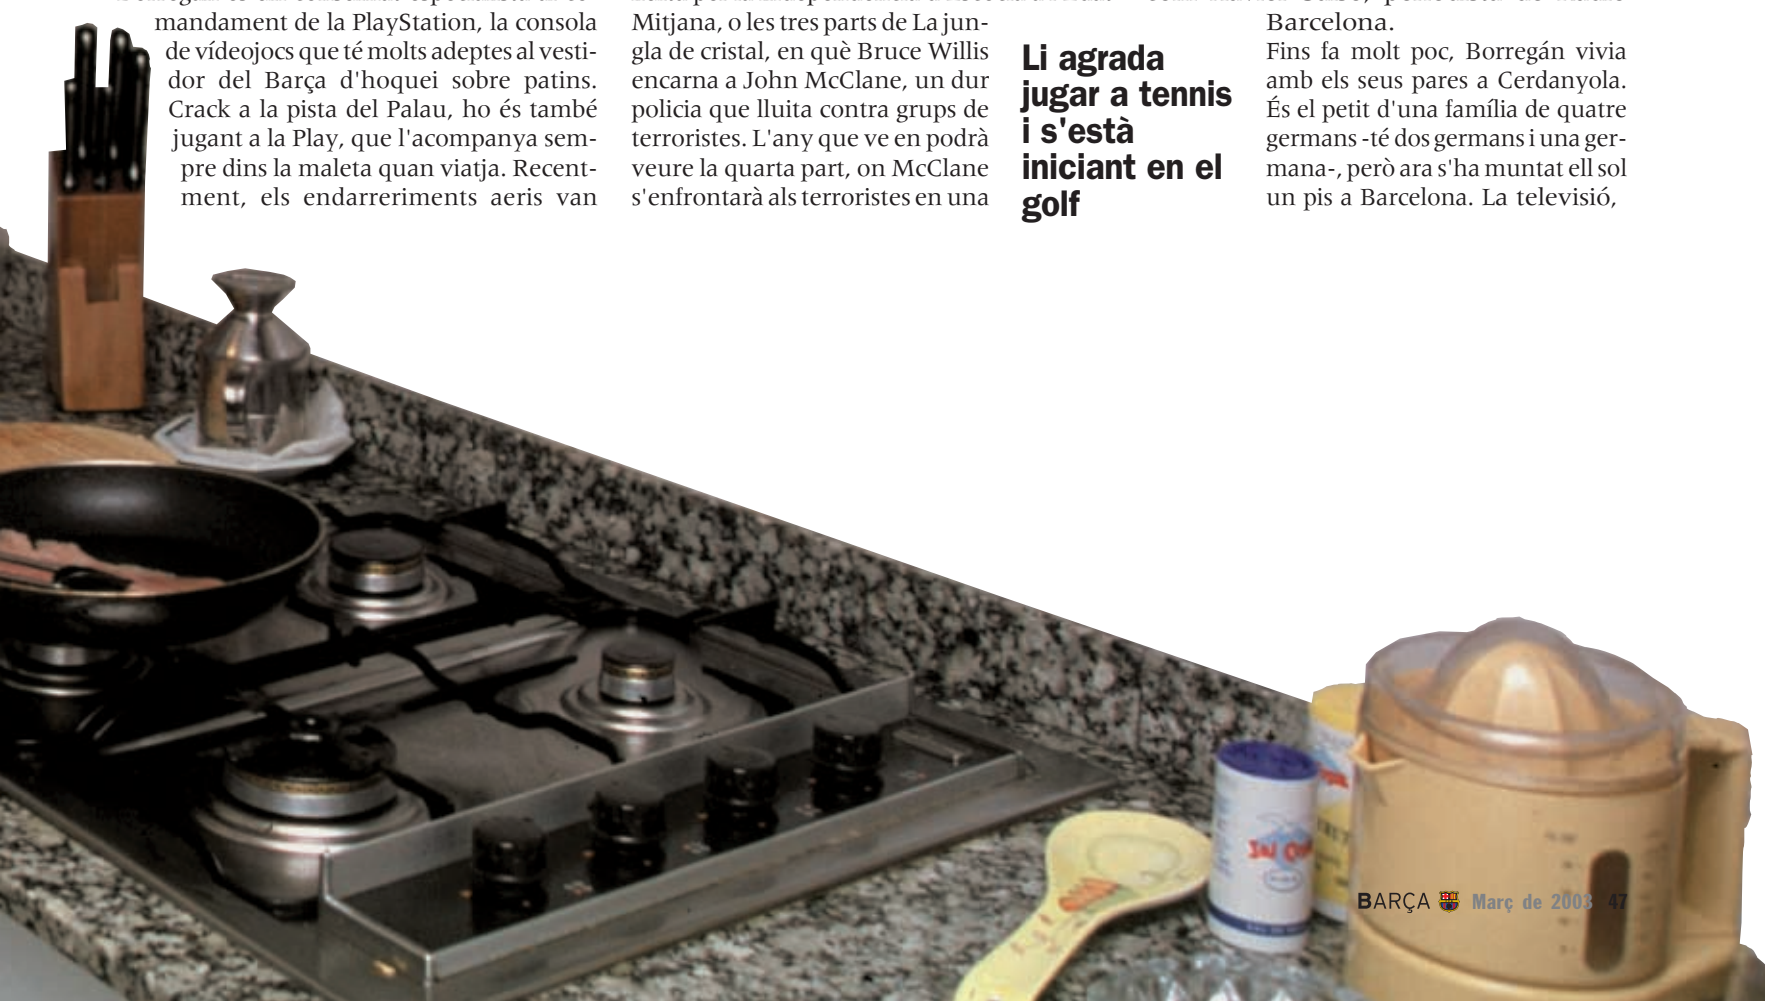 mandament de la PlayStation, la consola
de vídeojocs que té molts adeptes al vesti-
dor del Barça d'hoquei sobre patins.
Crack a la pista del Palau, ho és també
jugant a la Play, que l'acompanya sem-
pre dins la maleta quan viatja. Recent-
ment, els endarreriments aeris van
Mitjana, o les tres parts de La jun-
gla de cristal, en què Bruce Willis
encarna a John McClane, un dur
policia que lluita contra grups de
terroristes. L'any que ve en podrà
veure la quarta part, on McClane
s'enfrontarà als terroristes en una
Li agrada
jugar a tennis
i s'està
iniciant en el
golf
Barcelona.
Fins fa molt poc, Borregán vivia
amb els seus pares a Cerdanyola.
És el petit d'una família de quatre
germans -té dos germans i una ger-
mana-, però ara s'ha muntat ell sol
un pis a Barcelona. La televisió,
Sal
BARÇA Març de 2003 47